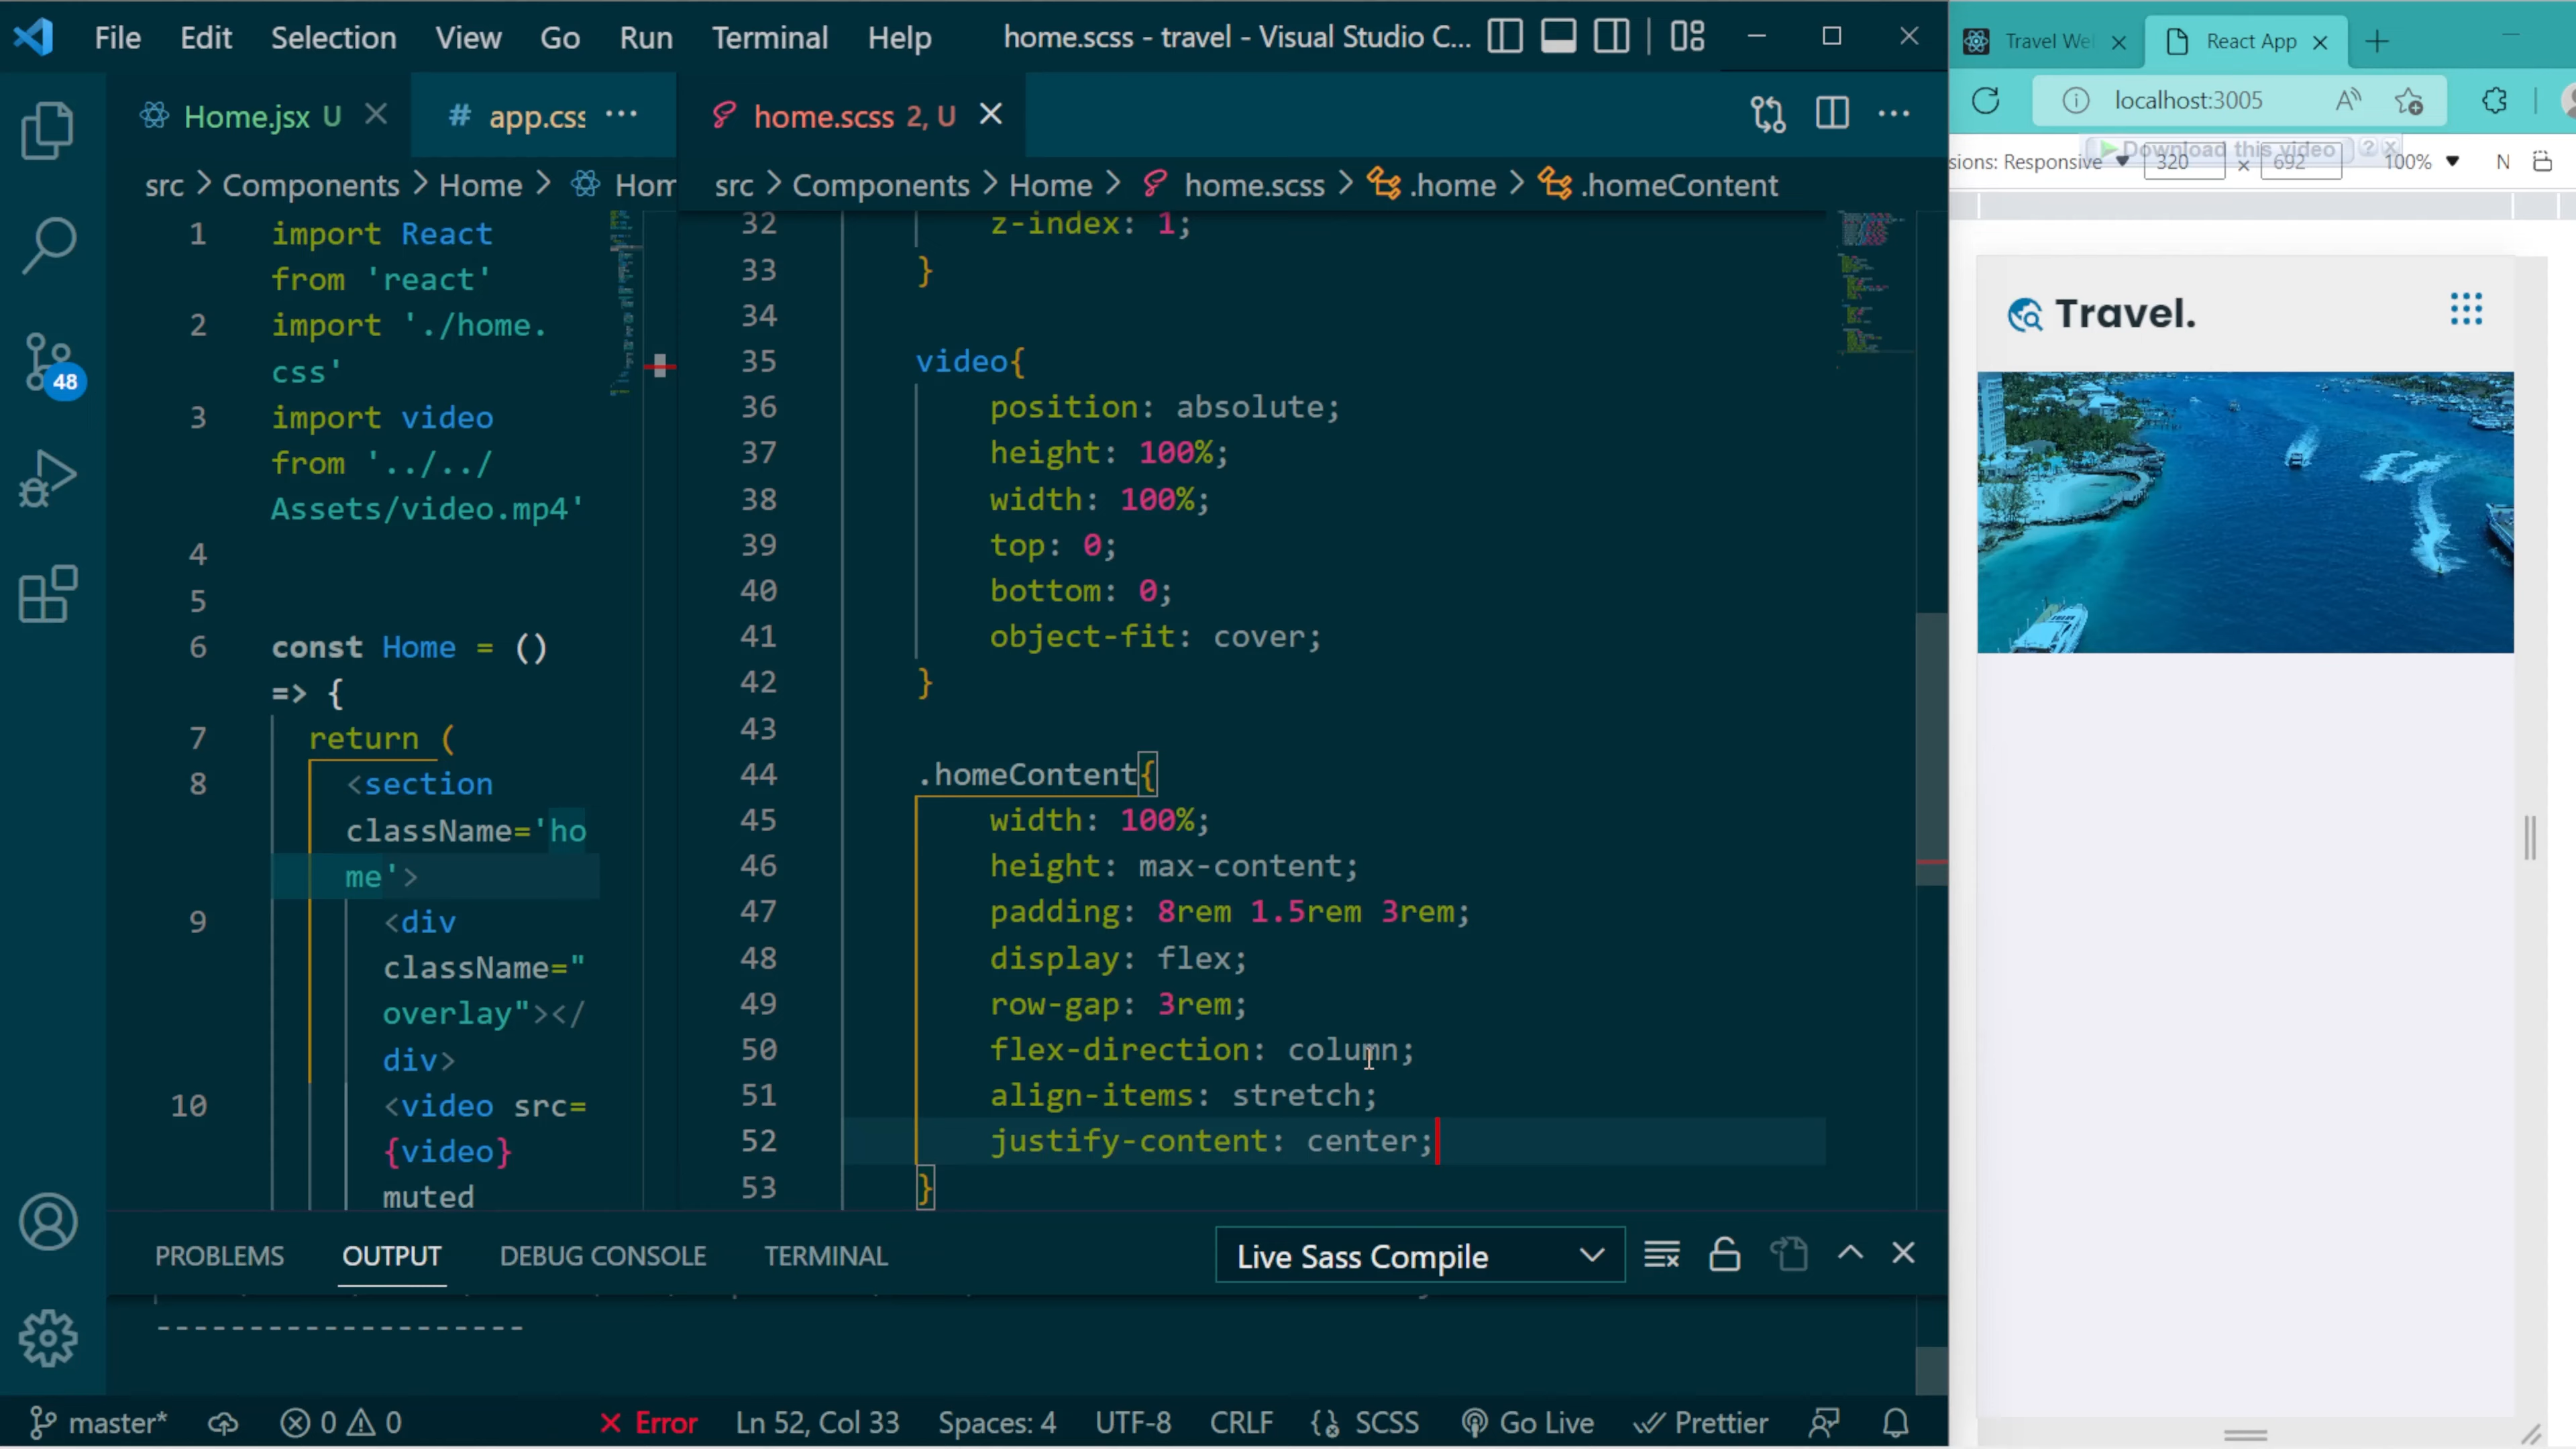 File Edit Selection View Go Run Terminal Help home.scss - travel - Visual Studio C...
Home.jsx U
# app.css ...
home.scss 2, U
src > Components > Home > Hom
src > Components > Home > home.scss > .home > .homeContent
1 import React
from 'react'
2 import './home.
css'
3 import video
from '../../
Assets/video.mp4'
4
5
6 const Home = ()
=> {
7 return (
8 <section
className='ho
me'>
9 <div
className="
overlay"></
div>
10 <video src=
{video}
muted
32 z-index: 1;
33 }
34
35 video{
36 position: absolute;
37 height: 100%;
38 width: 100%;
39 top: 0;
40 bottom: 0;
41 object-fit: cover;
42 }
43
44 .homeContent{
45 width: 100%;
46 height: max-content;
47 padding: 8rem 1.5rem 3rem;
48 display: flex;
49 row-gap: 3rem;
50 flex-direction: column;
51 align-items: stretch;
52 justify-content: center;
53 }
48
PROBLEMS OUTPUT DEBUG CONSOLE TERMINAL Live Sass Compile
--------------------
master* 0 0 Error Ln 52, Col 33 Spaces: 4 UTF-8 CRLF SCSS Go Live Prettier
Travel We
React App
localhost:3005
Download this video ?
sions: Responsive 320 x 692 100% N
Travel.